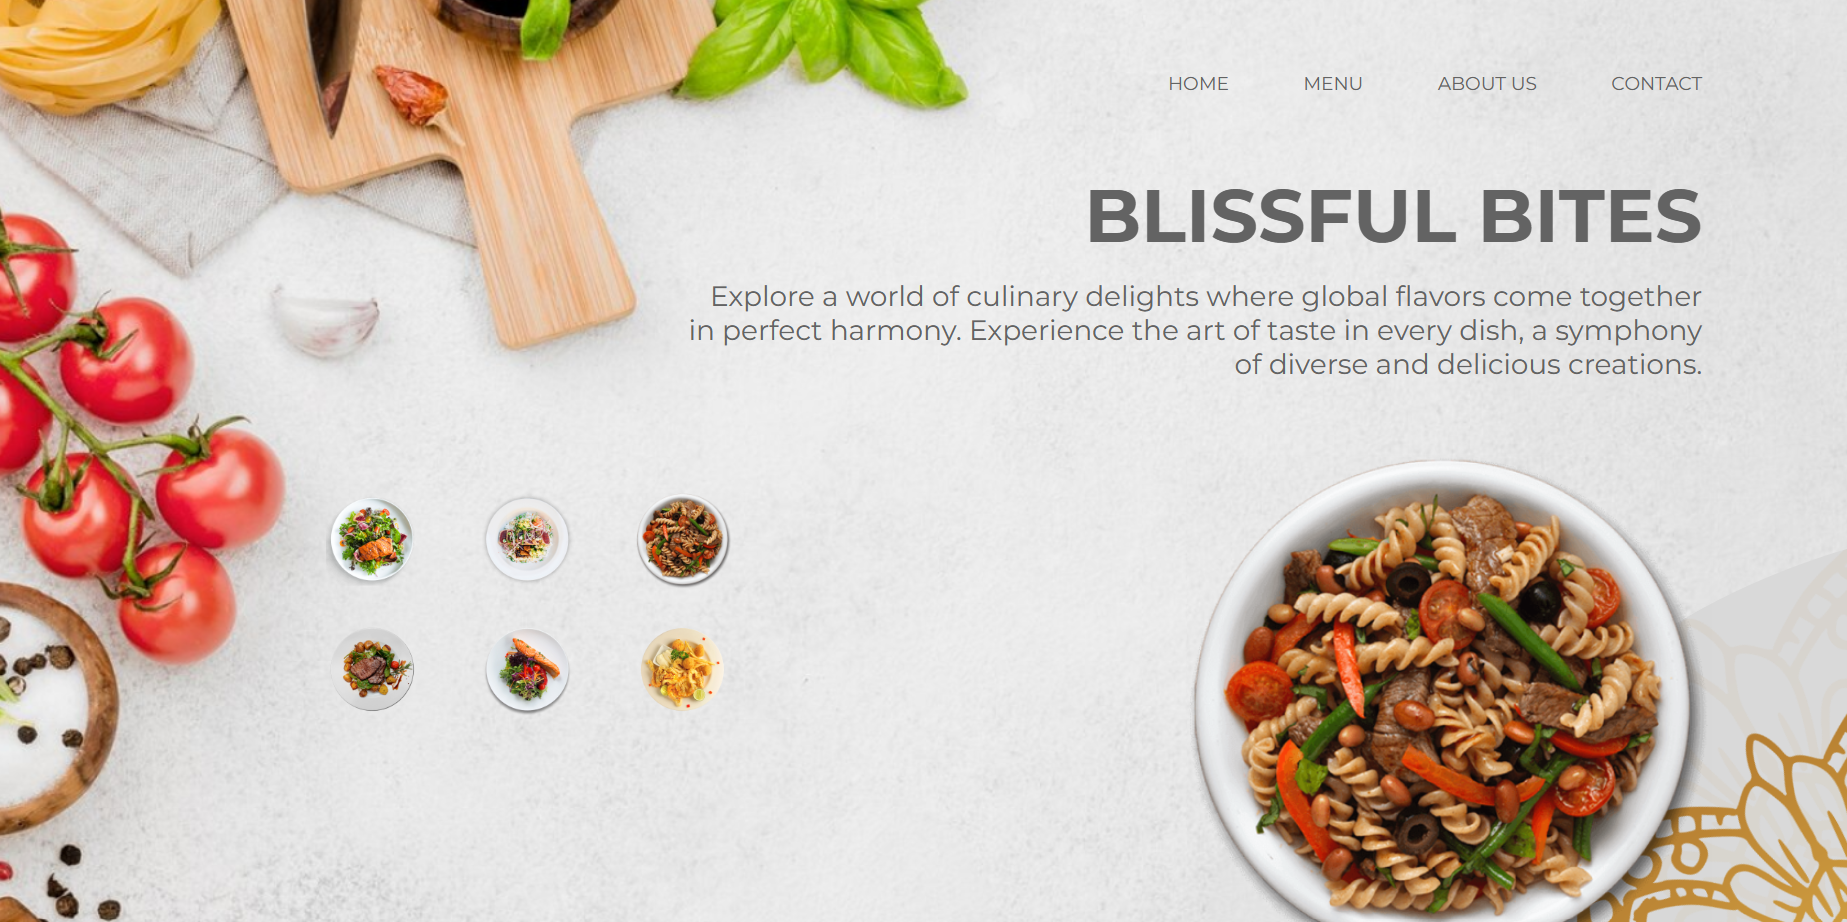 HOME MENU ABOUT US CONTACT
BLISSFUL BITES
Explore a world of culinary delights where global flavors come together
in perfect harmony. Experience the art of taste in every dish, a symphony
of diverse and delicious creations.